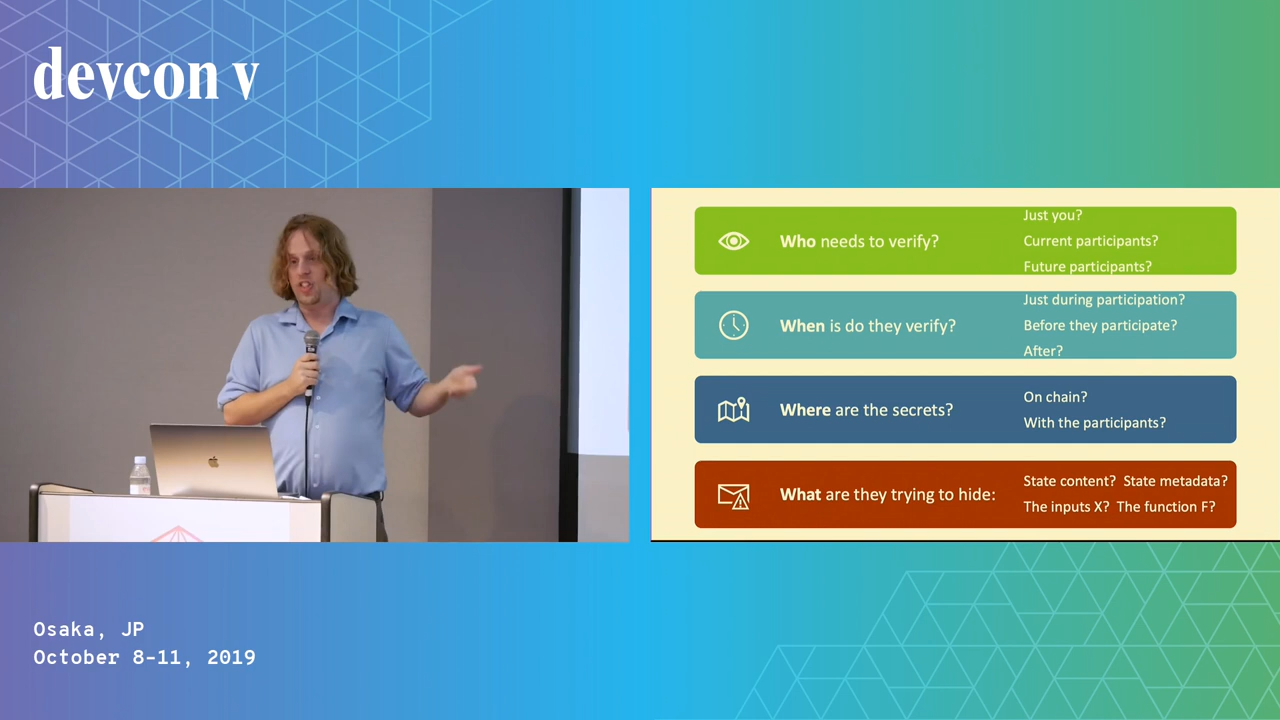 devcon v
Who needs to verify?
Just you?
Current participants?
Future participants?
When is do they verify?
Just during participation?
Before they participate?
After?
Where are the secrets?
On chain?
With the participants?
What are they trying to hide:
State content? State metadata?
The inputs X? The function F?
Osaka, JP
October 8-11, 2019